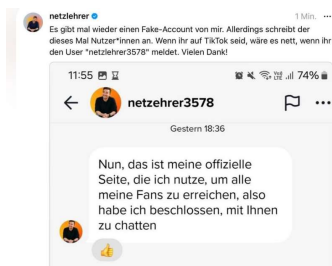 netzlehrer
1 Min.
Es gibt mal wieder einen Fake-Account von mir. Allerdings schreibt der
dieses Mal Nutzer*innen an. Wenn ihr auf TikTok seid, wäre es nett, wenn ihr
den User "netzlehrer3578" meldet. Vielen Dank!
11:55
74%
netzehrer3578
Gestern 18:36
Nun, das ist meine offizielle
Seite, die ich nutze, um alle
meine Fans zu erreichen, also
habe ich beschlossen, mit Ihnen
zu chatten